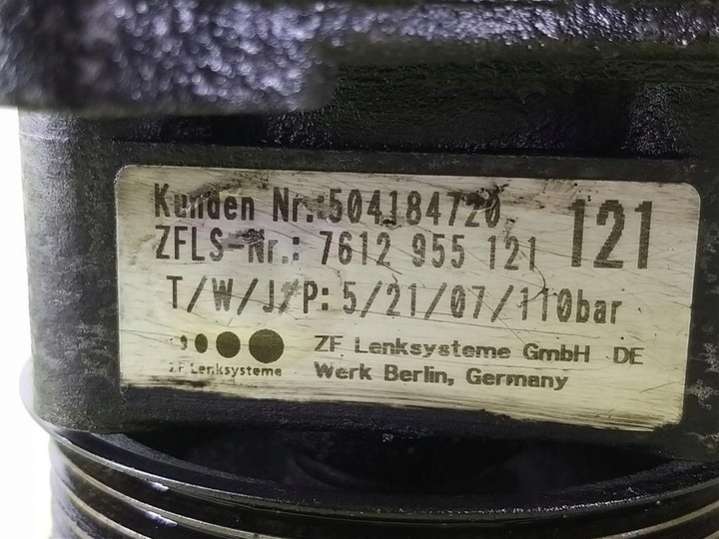 Kunden Nr.:504184720
121
ZFLS-Nr.: 7612 955 121
T/W/J/P: 5/21/07/110bar
ZF Lenksysteme GmbH DE
ZF Lenksysteme
Werk Berlin, Germany